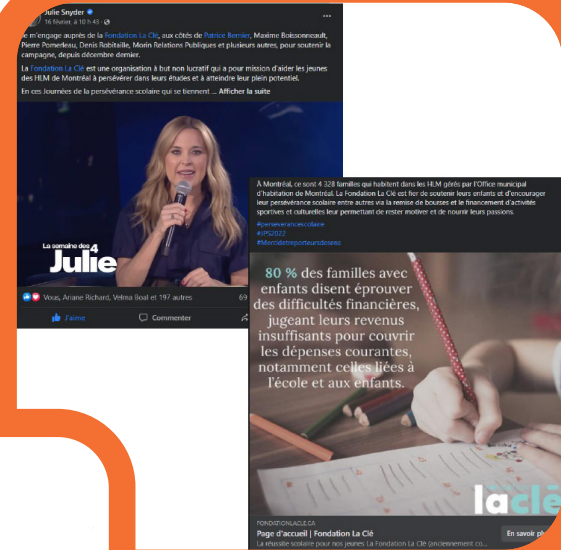 Julie Snyder
16 février, à 10 h 43
Je m'engage auprès de la Fondation La Clé, aux côtés de Patrice Bernier, Maxime Boissonneault,
Pierre Pomerleau, Denis Robitaille, Morin Relations Publiques et plusieurs autres, pour soutenir la
campagne, depuis décembre dernier.
La Fondation La Clé est une organisation à but non lucratif qui a pour mission d'aider les jeunes
des HLM de Montréal à persévérer dans leurs études et à atteindre leur plein potentiel.
En ces Journées de la persévérance scolaire qui se tiennent ... Afficher la suite
La semaine des 4
Julie
Vous, Ariane Richard, Velma Boal et 197 autres
69
J'aime
Commenter
À Montréal, ce sont 4 328 familles qui habitent dans les HLM gérés par l'Office municipal
d'habitation de Montréal. La Fondation La Clé est fier de soutenir leurs enfants et d'encourager
leur persévérance scolaire entre autres via la remise de bourses et le financement d'activités
sportives et culturelles leur permettant de rester motiver et de nourrir leurs passions.
#perseverancescolaire
#JPS2022
#Mercidetreporteursdesens
80 % des familles avec
enfants disent éprouver
des difficultés financières,
jugeant leurs revenus
insuffisants pour couvrir
les dépenses courantes,
notamment celles liées à
l'école et aux enfants.
laclé
FONDATIONLACLE.CA
Page d'accueil | Fondation La Clé
La réussite scolaire pour nos jeunes La Fondation La Clé (anciennement co...
En savoir